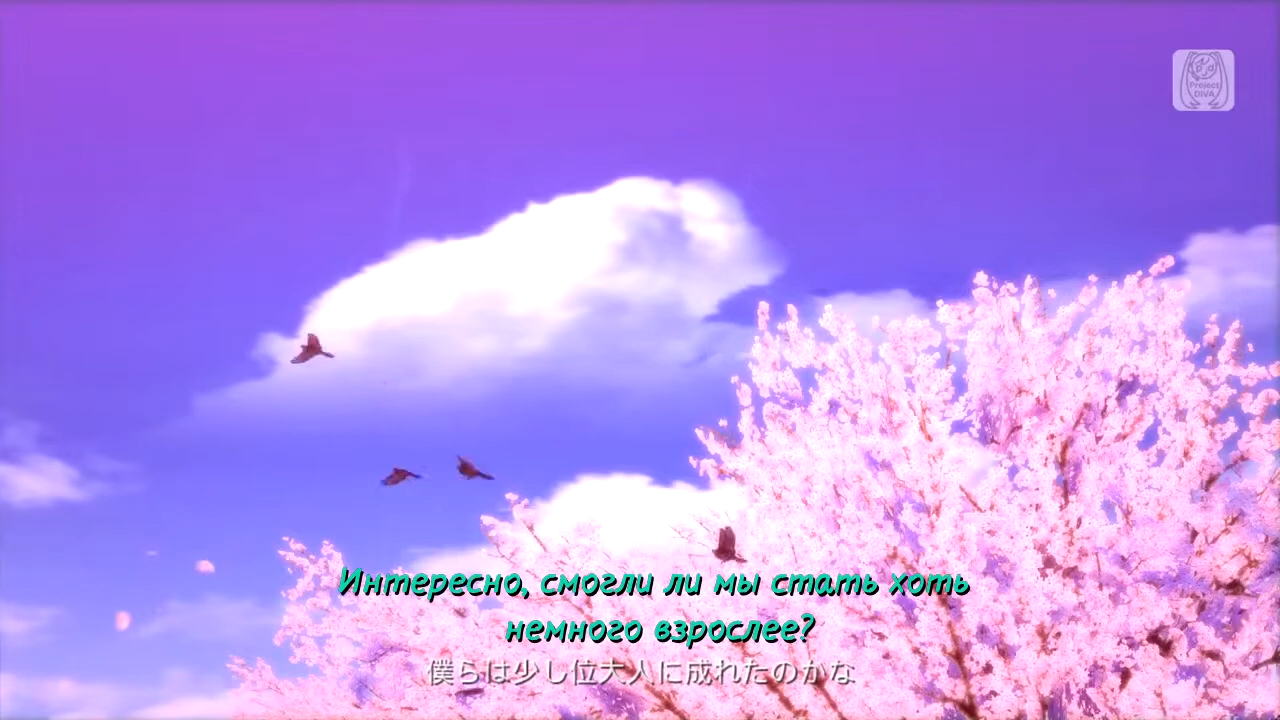 Project
DIVA
Интересно, смогли ли мы стать хоть
немного взрослее?
僕らは少し位大人に成れたのかな